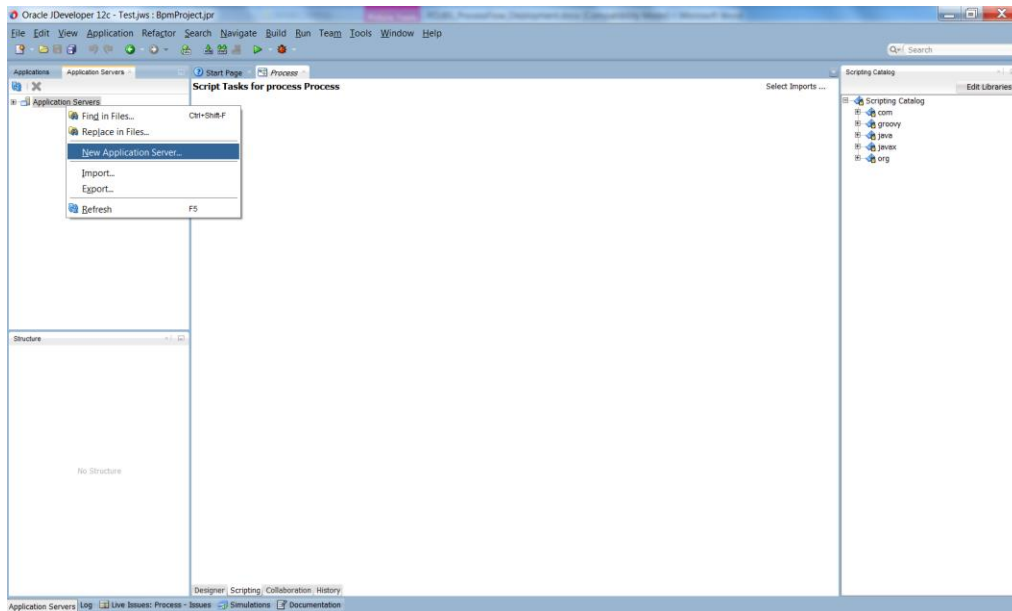 Oracle JDeveloper 12c - Test.jws : BpmProject.jpr
File Edit View Application Refactor Search Navigate Build Run Team Tools Window Help
Search
Applications Application Servers Start Page Process Scripting Catalog
Script Tasks for process Process Select Imports ... Edit Libraries
Application Servers
Scripting Catalog
com
groovy
java
javax
org
Find in Files... Ctrl+Shift-F
Replace in Files...
New Application Server...
Import...
Export...
Refresh F5
Structure
No Structure
Designer Scripting Collaboration History
Application Servers Log Live Issues: Process - Issues Simulations Documentation